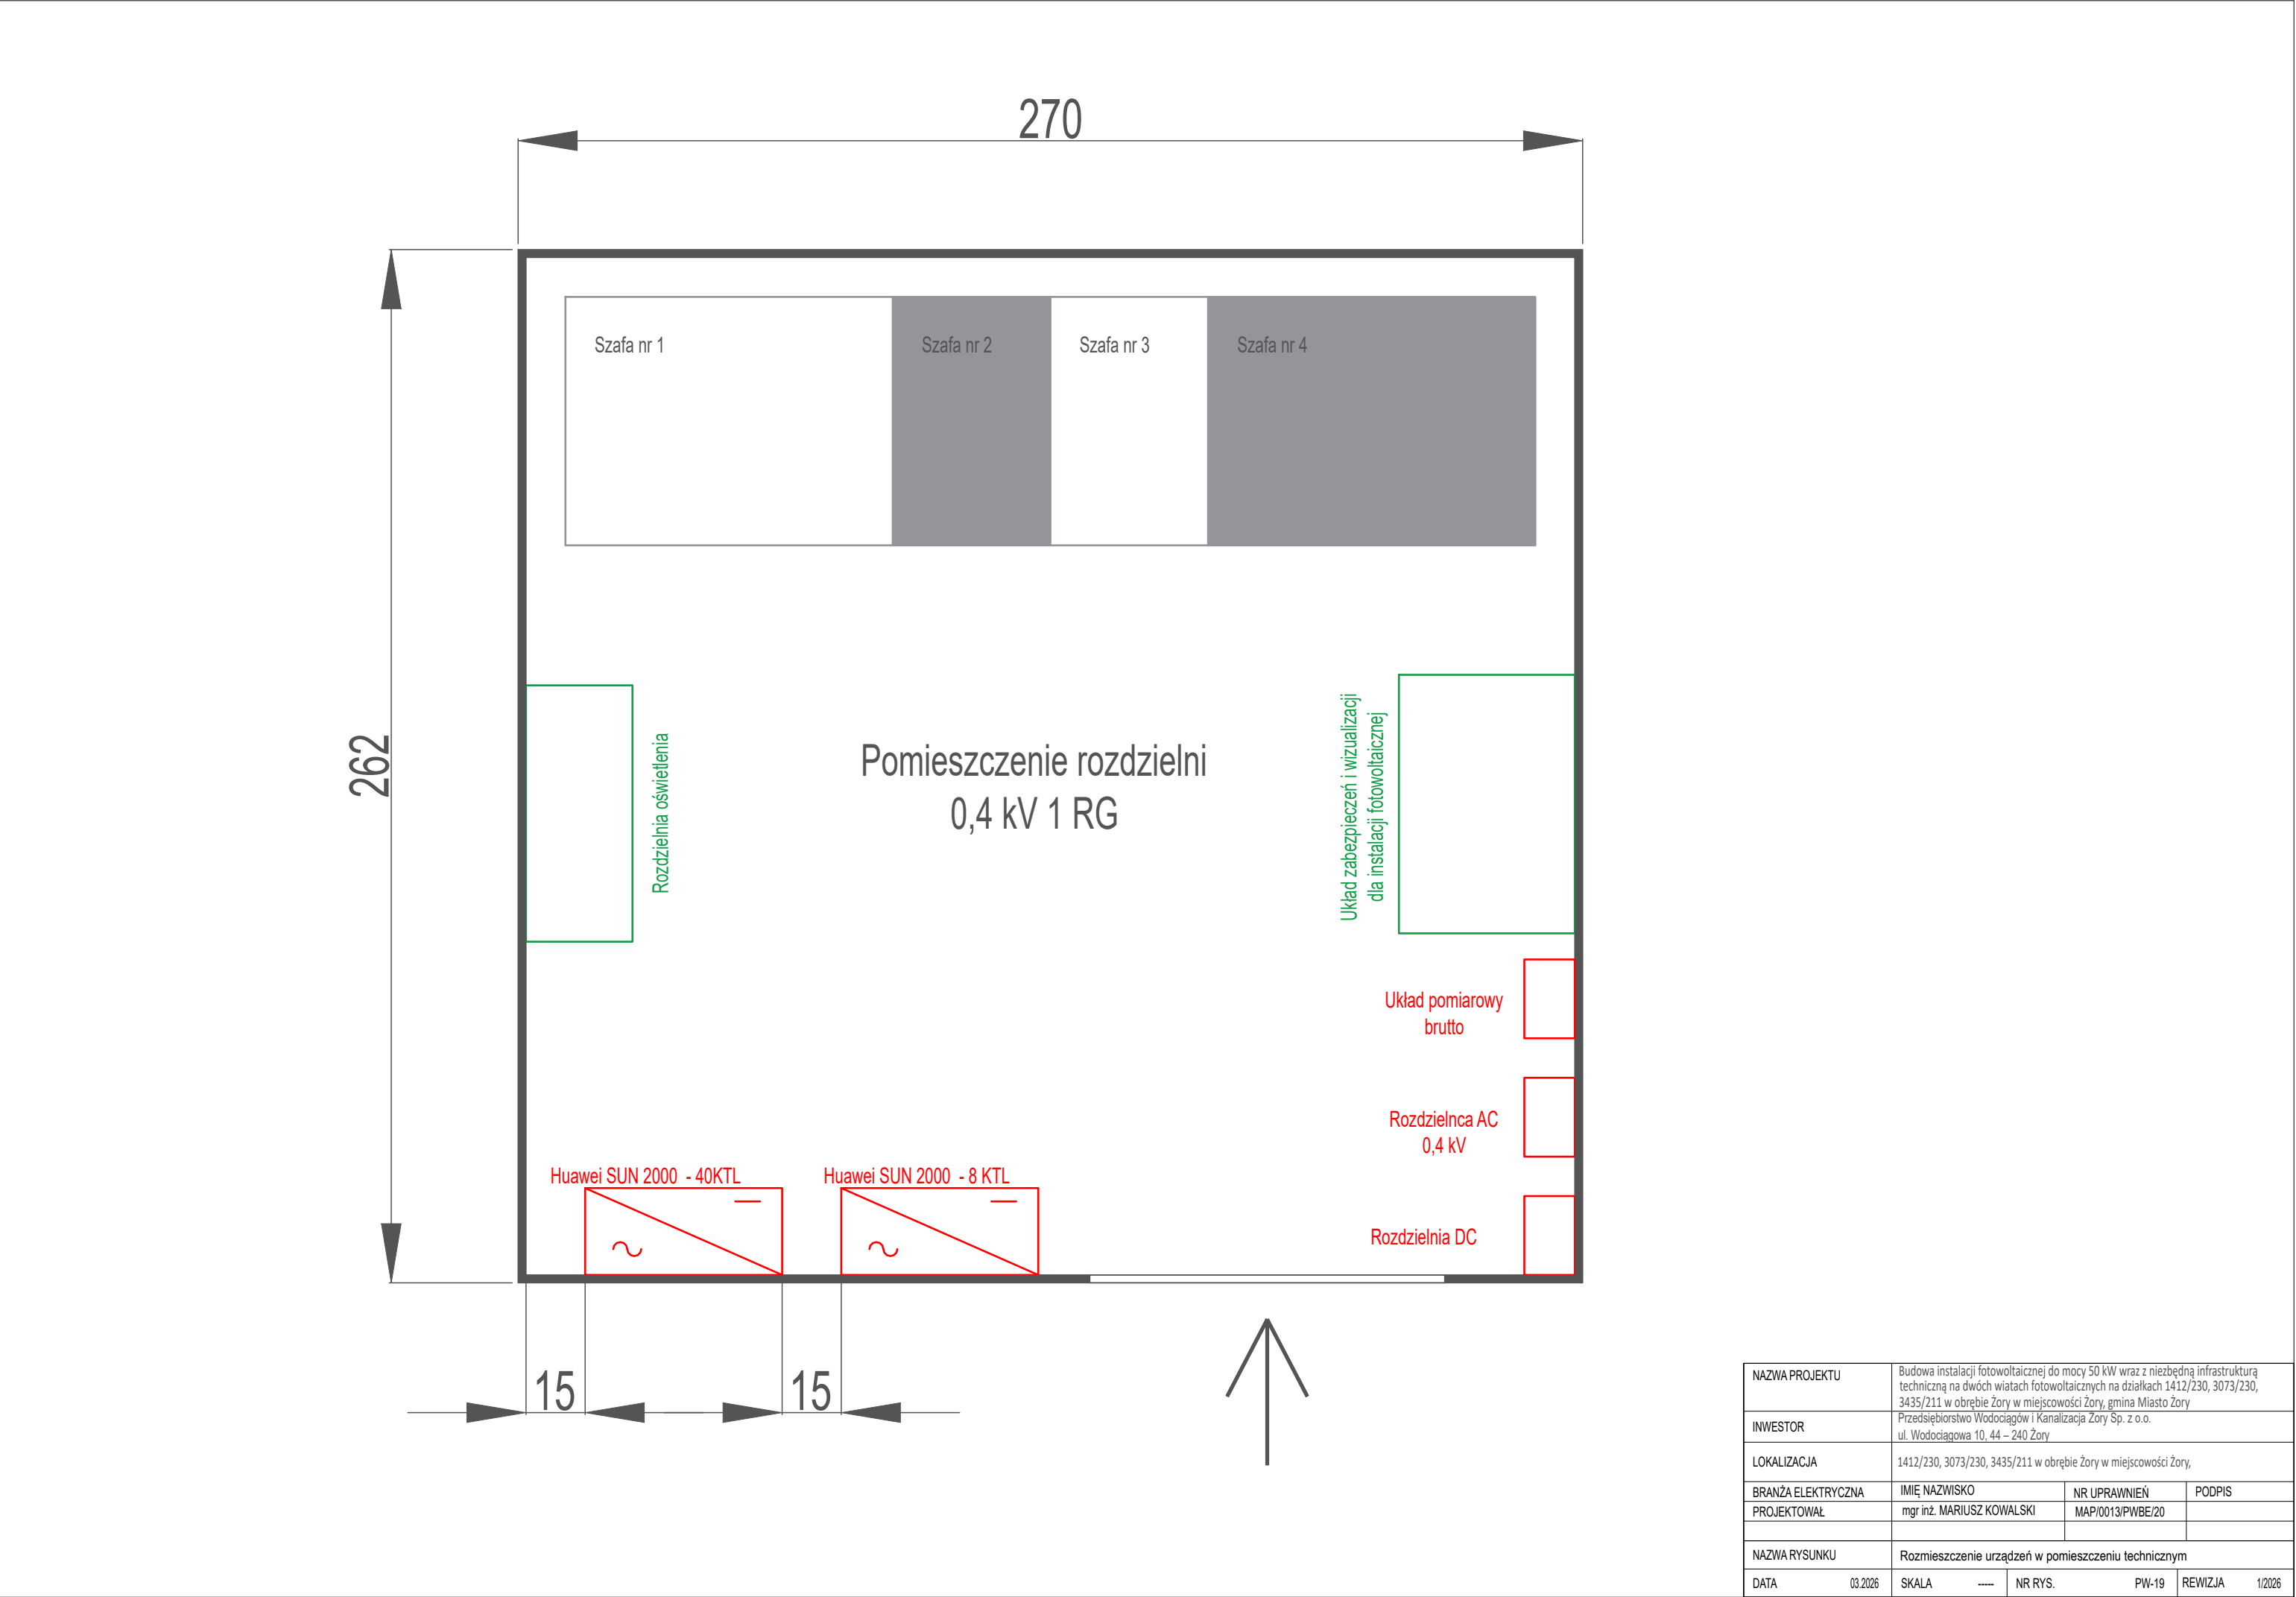 270
262
Szafa nr 1
Szafa nr 2
Szafa nr 3
Szafa nr 4
Rozdzielnia oświetlenia
Pomieszczenie rozdzielni
0,4 kV 1 RG
Układ zabezpieczeń i wizualizacji
dla instalacji fotowoltaicznej
Układ pomiarowy
brutto
Rozdzielnca AC
0,4 kV
Rozdzielnia DC
Huawei SUN 2000 - 40KTL
Huawei SUN 2000 - 8 KTL
15
15
NAZWA PROJEKTU
Budowa instalacji fotowoltaicznej do mocy 50 kW wraz z niezbędną infrastrukturą
techniczną na dwóch wiatach fotowoltaicznych na działkach 1412/230, 3073/230,
3435/211 w obrębie Żory w miejscowości Żory, gmina Miasto Żory
INWESTOR
Przedsiębiorstwo Wodociągów i Kanalizacja Żory Sp. z o.o.
ul. Wodociągowa 10, 44 – 240 Żory
LOKALIZACJA
1412/230, 3073/230, 3435/211 w obrębie Żory w miejscowości Żory,
BRANŻA ELEKTRYCZNA IMIĘ NAZWISKO NR UPRAWNIEŃ PODPIS
PROJEKTOWAŁ mgr inż. MARIUSZ KOWALSKI MAP/0013/PWBE/20
NAZWA RYSUNKU Rozmieszczenie urządzeń w pomieszczeniu technicznym
DATA 03.2026 SKALA ----- NR RYS. PW-19 REWIZJA 1/2026